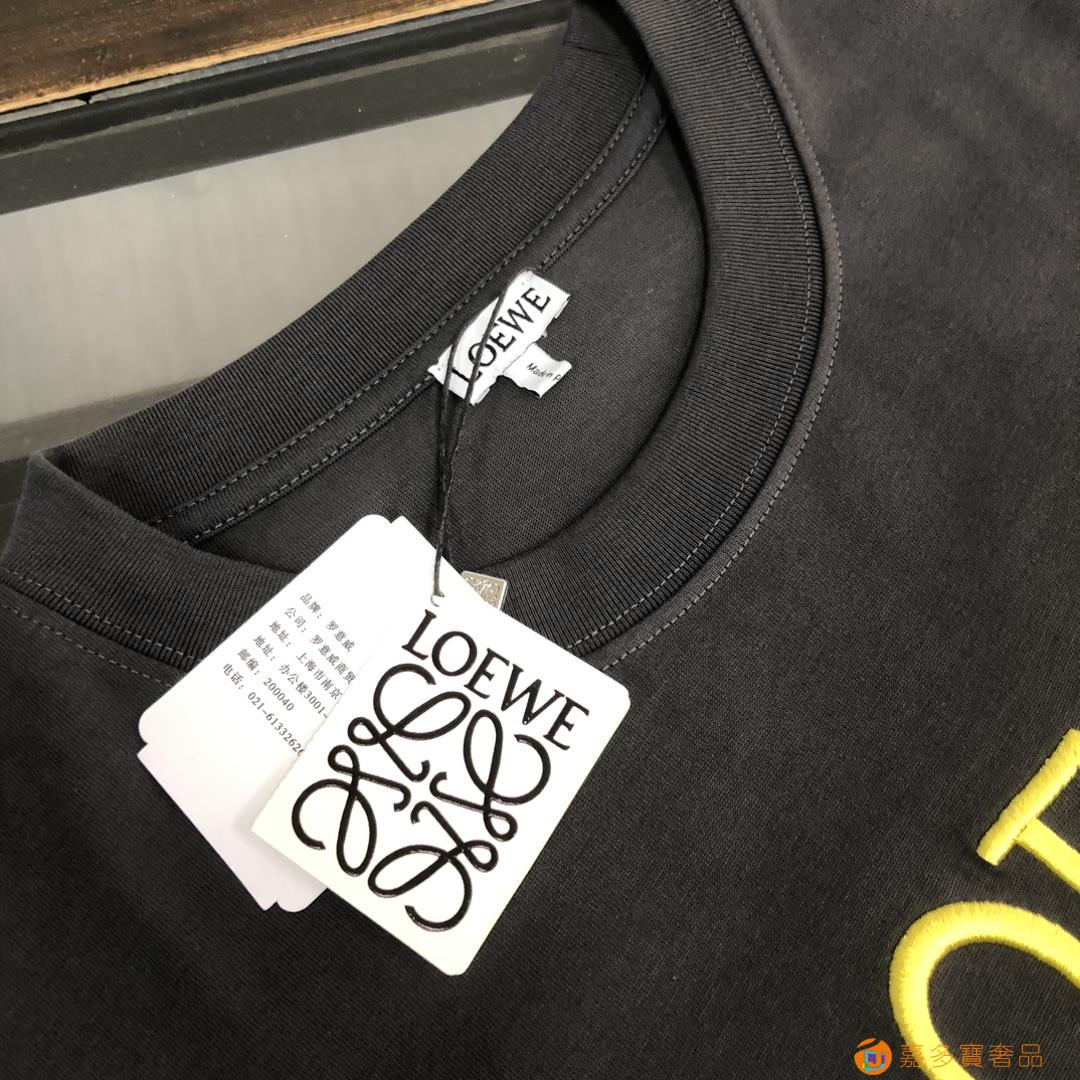 LOEWE
Made in P
品牌：罗意威
公司：罗意威商贸
地址：上海市南京
地址：办公楼3001-
邮编：200040
电话：021-6133262
LOEWE
OE
嘉多寶奢品